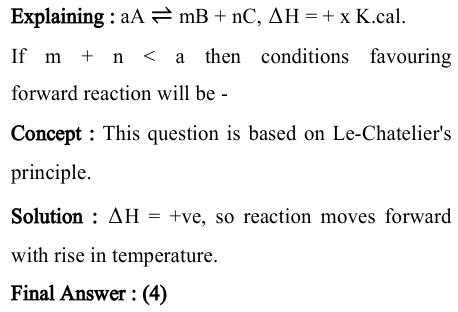 Explaining : aA ⇌ mB + nC, ΔH = + x K.cal.
If m + n < a then conditions favouring
forward reaction will be -
Concept : This question is based on Le-Chatelier's
principle.
Solution : ΔH = +ve, so reaction moves forward
with rise in temperature.
Final Answer : (4)